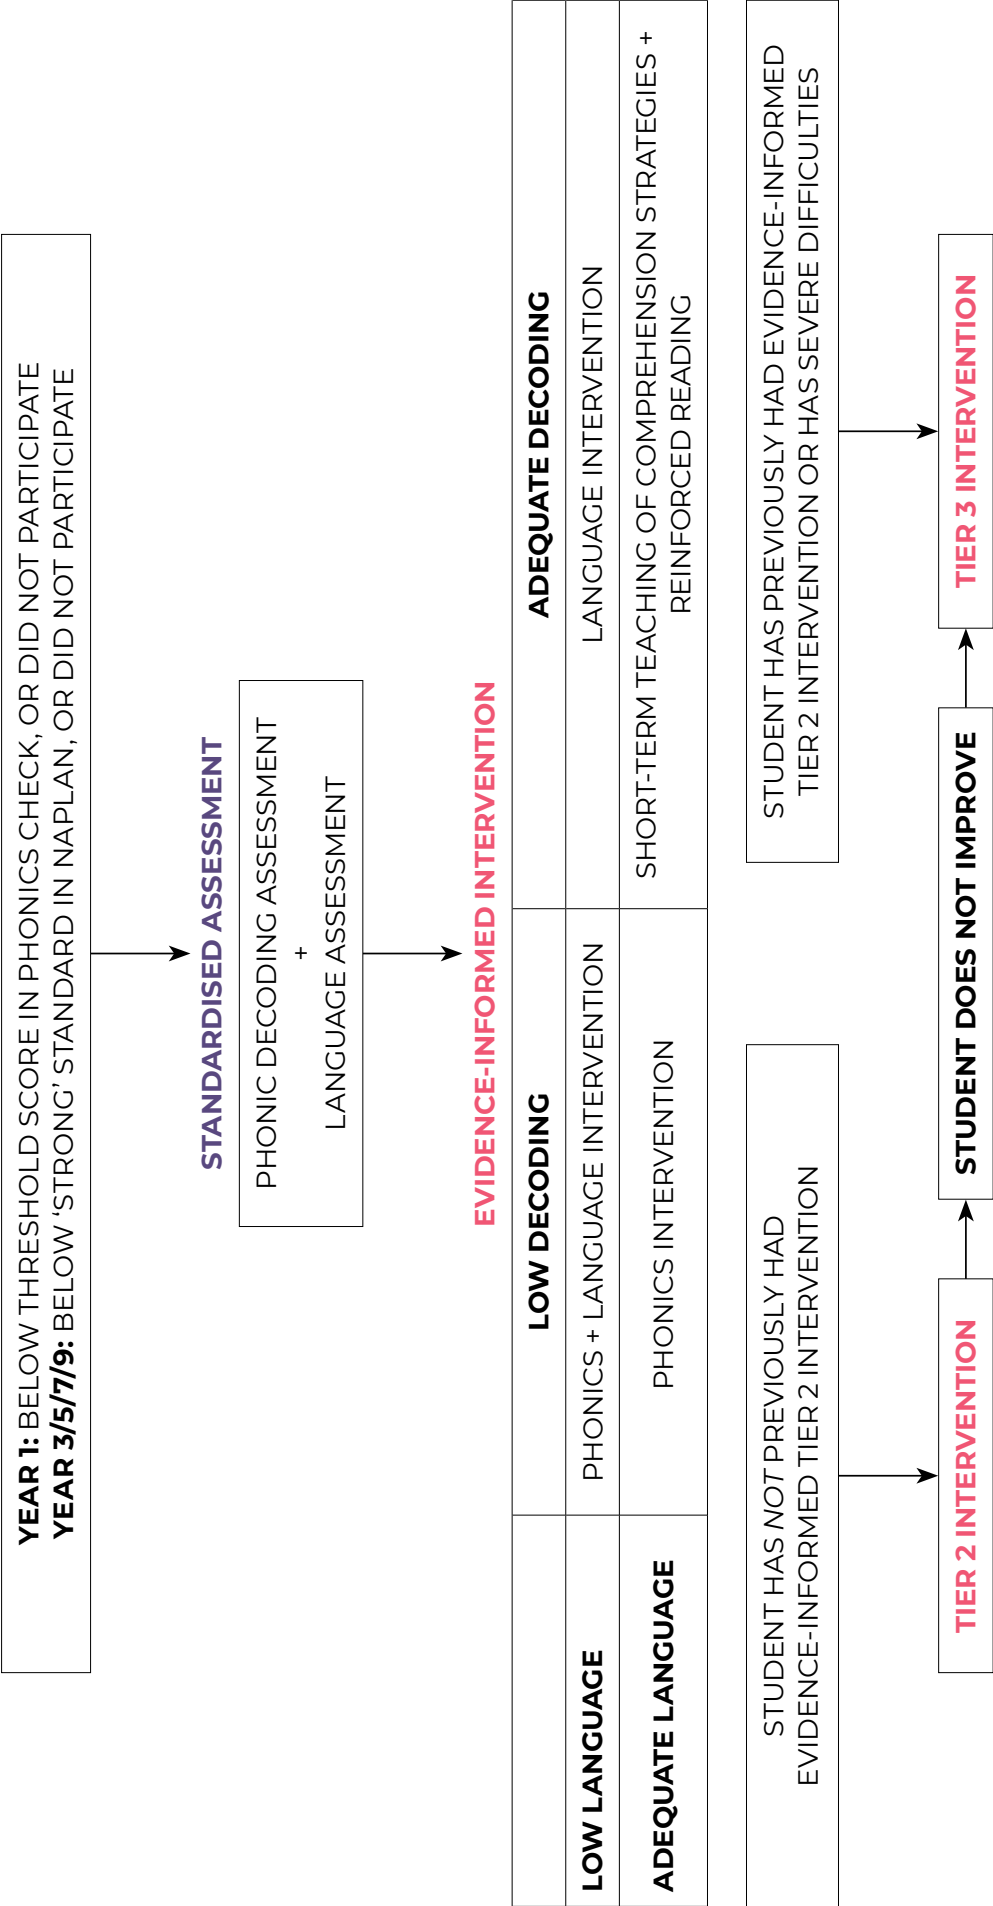 YEAR 1: BELOW THRESHOLD SCORE IN PHONICS CHECK, OR DID NOT PARTICIPATE
YEAR 3/5/7/9: BELOW ‘STRONG’ STANDARD IN NAPLAN, OR DID NOT PARTICIPATE
STANDARDISED ASSESSMENT
PHONIC DECODING ASSESSMENT
+
LANGUAGE ASSESSMENT
EVIDENCE-INFORMED INTERVENTION
LOW DECODING
ADEQUATE DECODING
LOW LANGUAGE
PHONICS + LANGUAGE INTERVENTION
LANGUAGE INTERVENTION
ADEQUATE LANGUAGE
PHONICS INTERVENTION
SHORT-TERM TEACHING OF COMPREHENSION STRATEGIES +
REINFORCED READING
STUDENT HAS NOT PREVIOUSLY HAD
EVIDENCE-INFORMED TIER 2 INTERVENTION
STUDENT HAS PREVIOUSLY HAD EVIDENCE-INFORMED
TIER 2 INTERVENTION OR HAS SEVERE DIFFICULTIES
TIER 2 INTERVENTION
STUDENT DOES NOT IMPROVE
TIER 3 INTERVENTION